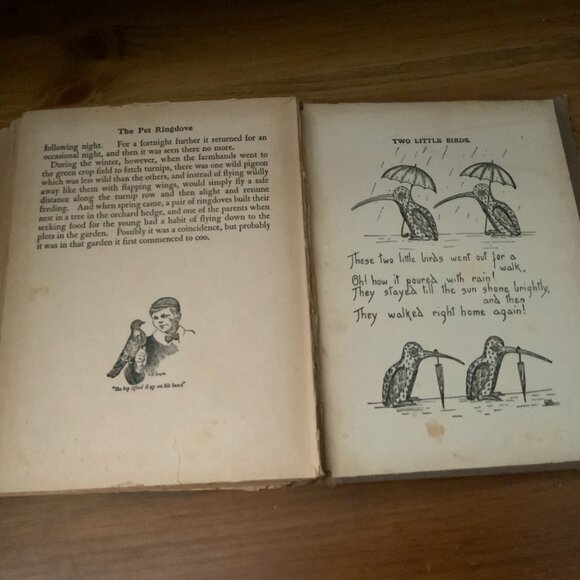 The Pet Ringdove
following night. For a fortnight further it returned for an
occasional night, and then it was seen there no more.
During the winter, however, when the farmhands went to
the green crop field to fetch turnips, there was one wild pigeon
which was less wild than the others, and instead of flying wildly
away like them with flapping wings, would simply fly a safe
distance along the turnip row and then alight and resume
feeding. And when spring came, a pair of ringdoves built their
nest in a tree in the orchard hedge, and one of the parents when
seeking food for the young had a habit of flying down to the
plots in the garden. Possibly it was a coincidence, but probably
it was in that garden it first commenced to coo.
"The boy lifted it up on his hand"
TWO LITTLE BIRDS.
These two little birds went out for a
walk,
Oh! how it poured with rain!
They stayed till the sun shone brightly,
and then
They walked right home again!